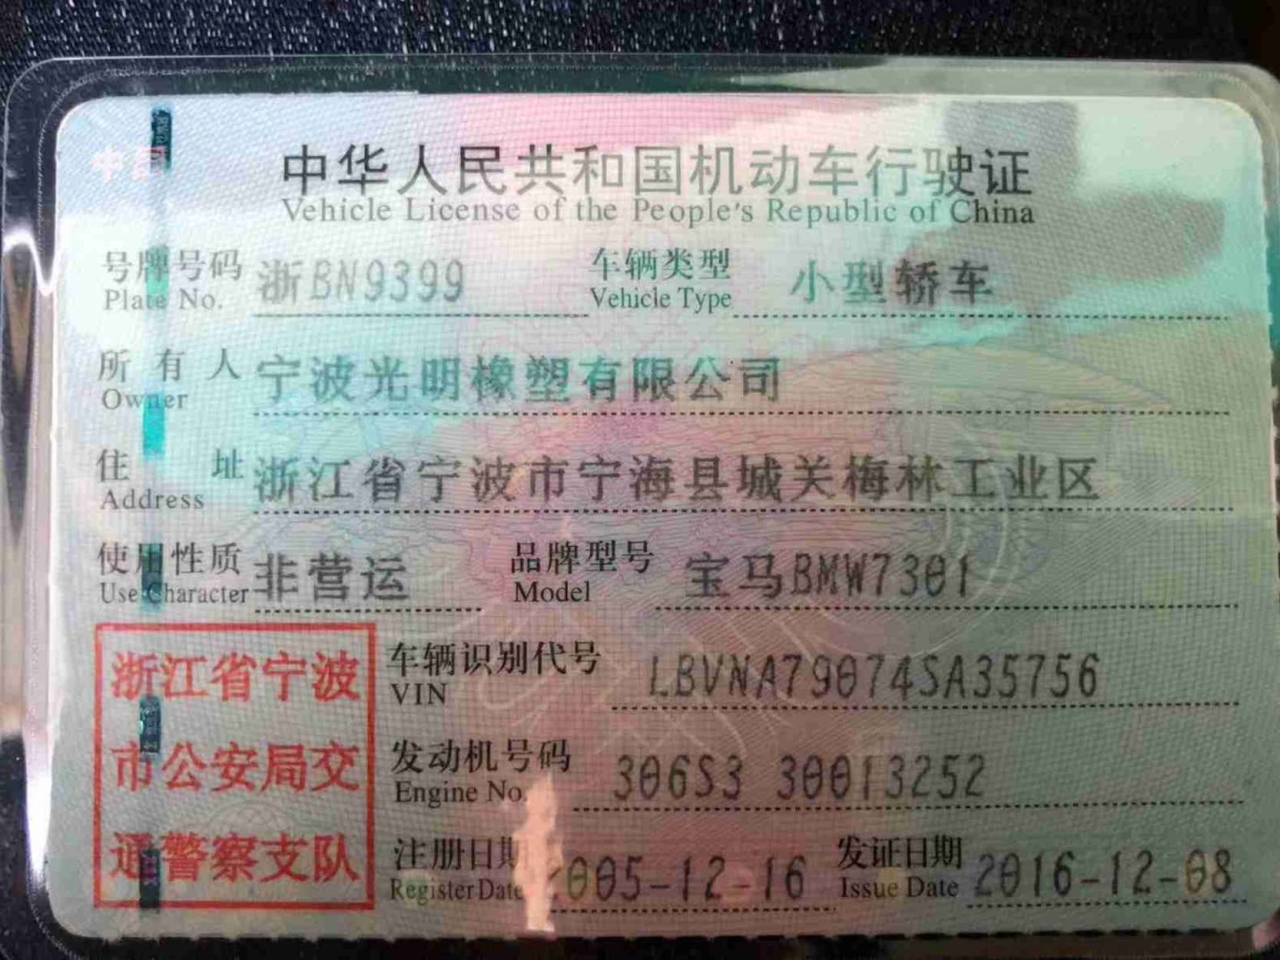 中国
中华人民共和国机动车行驶证
Vehicle License of the People's Republic of China
号牌号码 浙BN9399 车辆类型 小型轿车
Plate No. Vehicle Type
所有人 宁波光明橡塑有限公司
Owner
住址 浙江省宁波市宁海县城关梅林工业区
Address
使用性质 非营运 品牌型号 宝马BMW7301
Use Character Model
浙江省宁波
市公安局交
通警察支队
车辆识别代号 LBVNA79074SA35756
VIN
发动机号码 306S3 30013252
Engine No.
注册日期 2005-12-16 发证日期 2016-12-08
Register Date Issue Date